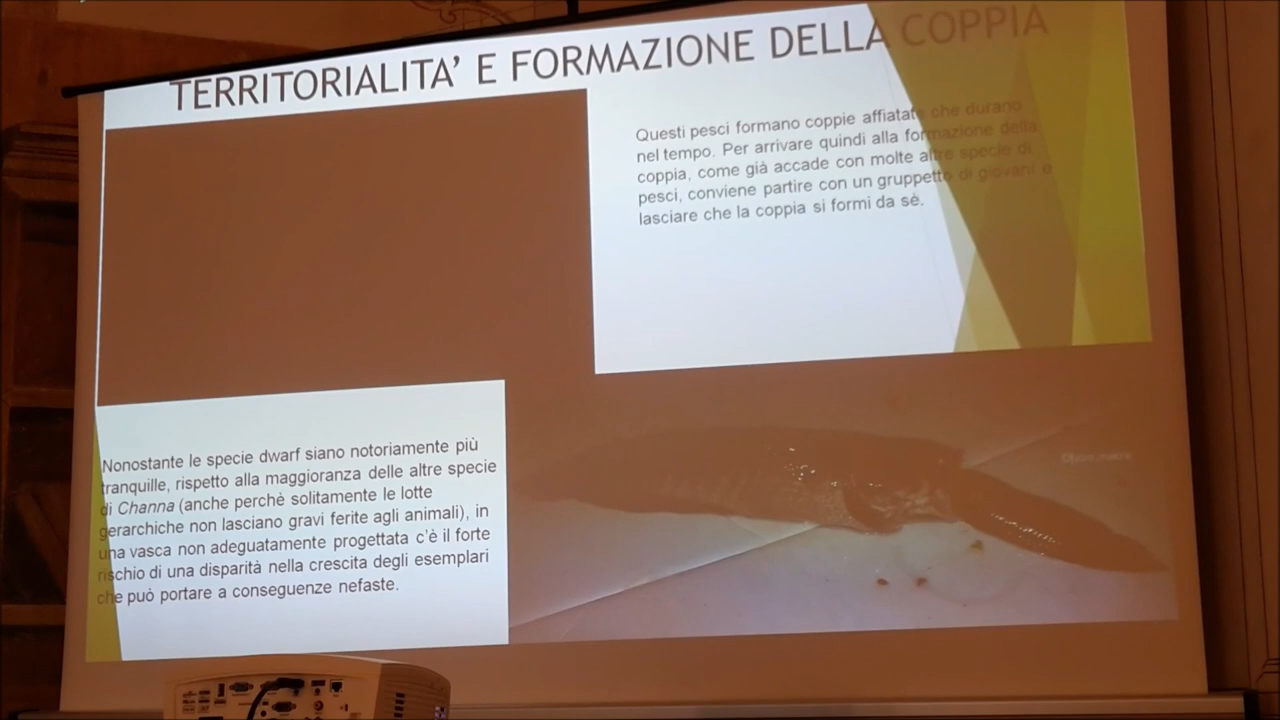 TERRITORIALITA' E FORMAZIONE DELLA COPPIA
Questi pesci formano coppie affiatate che durano
nel tempo. Per arrivare quindi alla formazione della
coppia, come già accade con molte altre specie di
pesci, conviene partire con un gruppetto di giovani e
lasciare che la coppia si formi da sè.
Nonostante le specie dwarf siano notoriamente più
tranquille, rispetto alla maggioranza delle altre specie
di Channa (anche perchè solitamente le lotte
gerarchiche non lasciano gravi ferite agli animali), in
una vasca non adeguatamente progettata c'è il forte
rischio di una disparità nella crescita degli esemplari
che può portare a conseguenze nefaste.